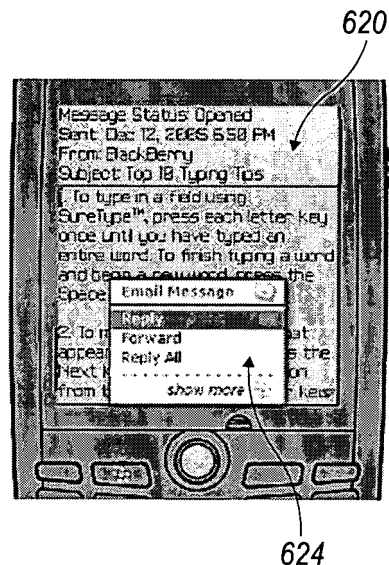 620
Message Status: Opened
Sent: Dec 12, 2005 6:50 PM
From: BlackBerry
Subject: Top 10 Typing Tips
1. To type in a field using
SureType™, press each letter key
once until you have typed an
entire word. To finish typing a word
and begin a new word, press the
Space
Email Message
Reply
Forward
Reply All
show more
2. To
appear the
Next
from keep
624